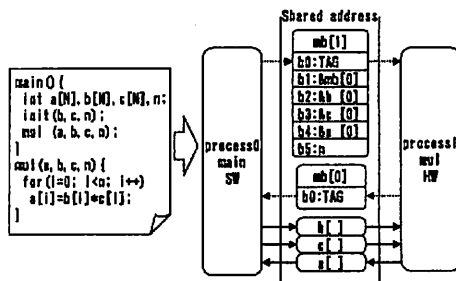 Shared address
mb[1]
b0:TAG
b1:&mb[0]
b2:&b [0]
b3:&c [0]
b4:&a [0]
b5:n
mb[0]
b0:TAG
b[ ]
c[ ]
a[ ]
main() {
int a[N], b[N], c[N], n;
init(b, c, n);
mul (a, b, c, n);
}
mul(a, b, c, n) {
for(i=0; i<n; i++)
a[i]=b[i]*c[i];
}
process0
main
SW
process1
mul
HW